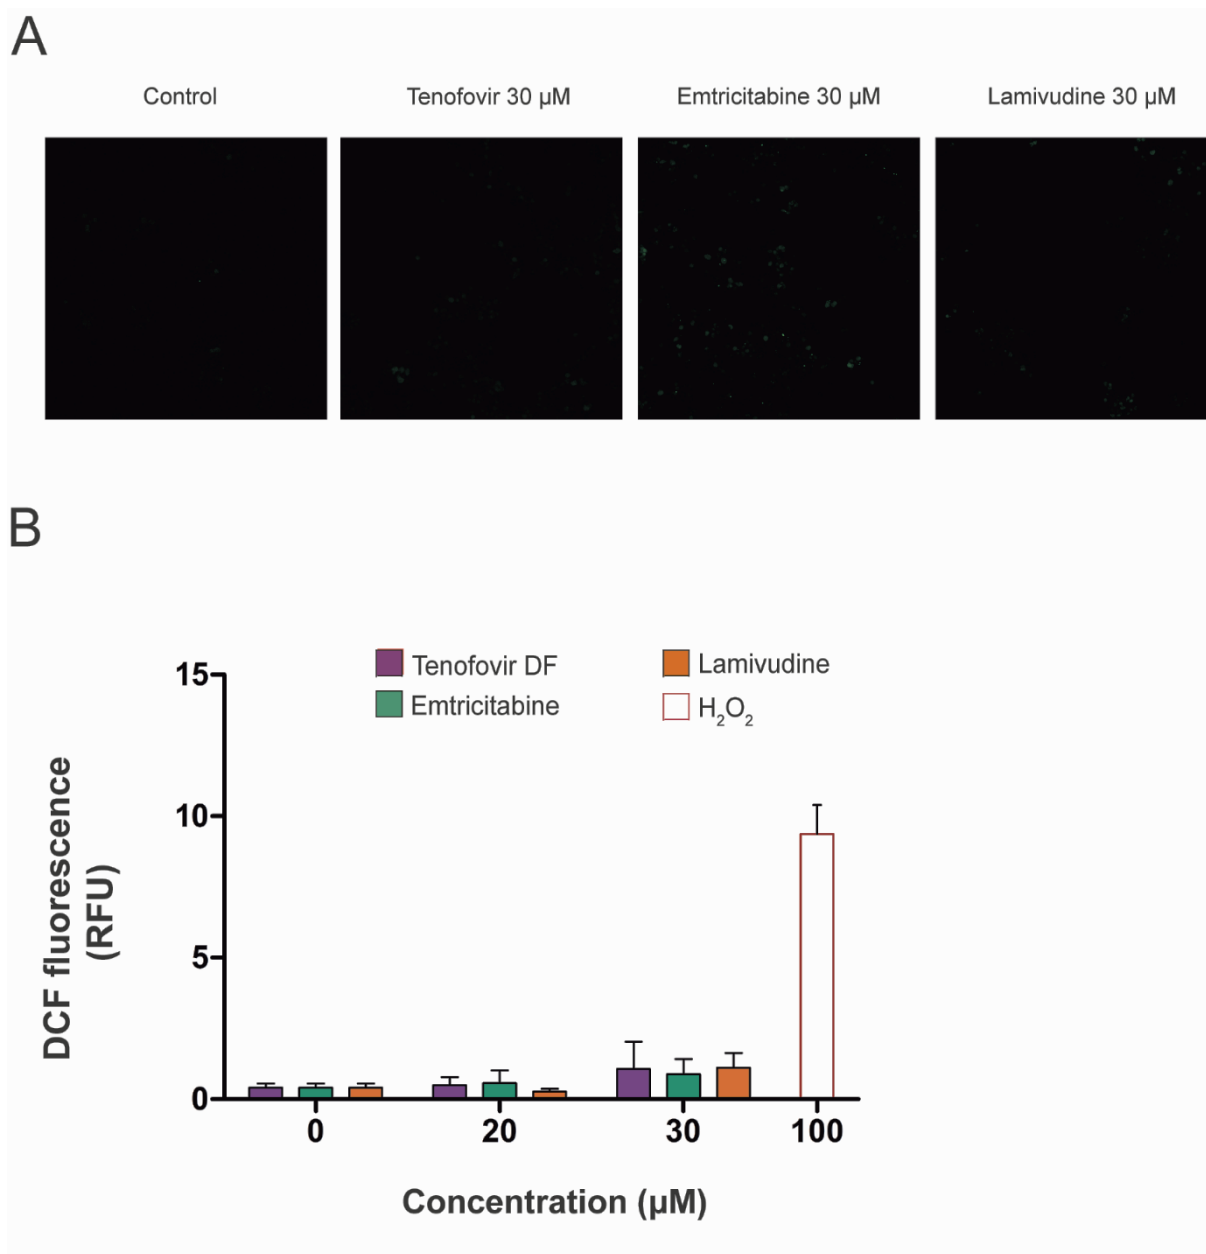 A
Control Tenofovir 30 µM Emtricitabine 30 µM Lamivudine 30 µM
B
Tenofovir DF Lamivudine
Emtricitabine H₂O₂
15
10
5
0
DCF fluorescence
(RFU)
0 20 30 100
Concentration (µM)